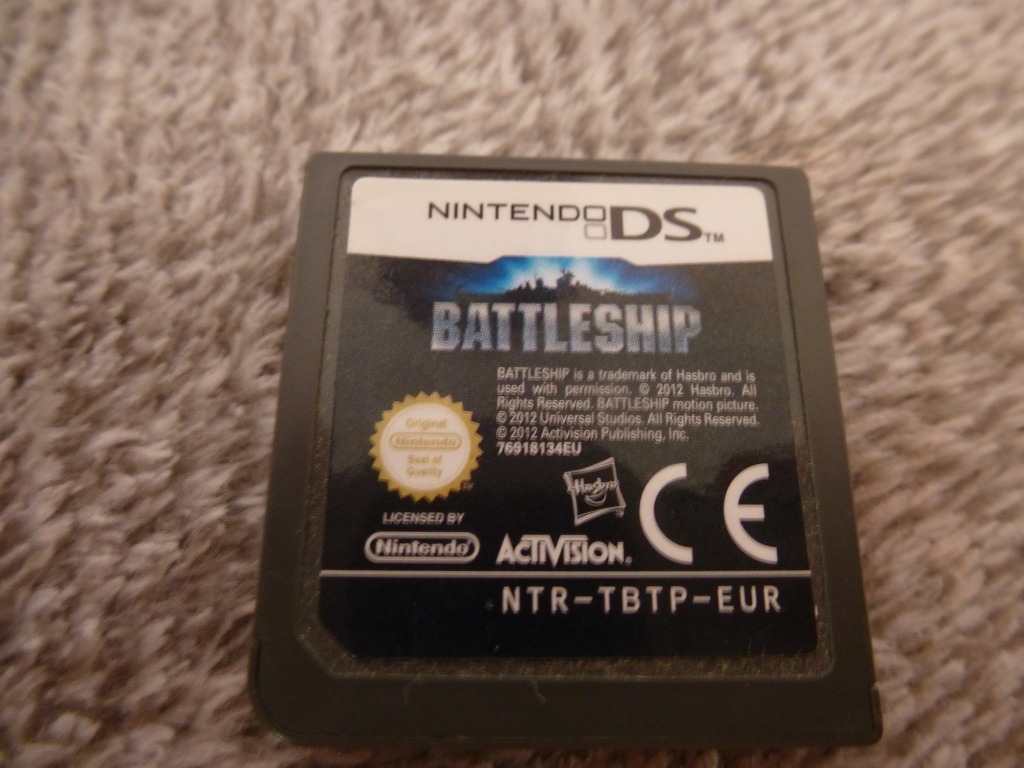 NINTENDO DS™
BATTLESHIP
BATTLESHIP is a trademark of Hasbro and is
used with permission. © 2012 Hasbro. All
Rights Reserved. BATTLESHIP motion picture.
© 2012 Universal Studios. All Rights Reserved.
© 2012 Activision Publishing, Inc.
76918134EU
Original
Nintendo
Seal of
Quality
TM
Hasbro
CE
LICENSED BY
Nintendo®
ACTIVISION®
NTR-TBTP-EUR